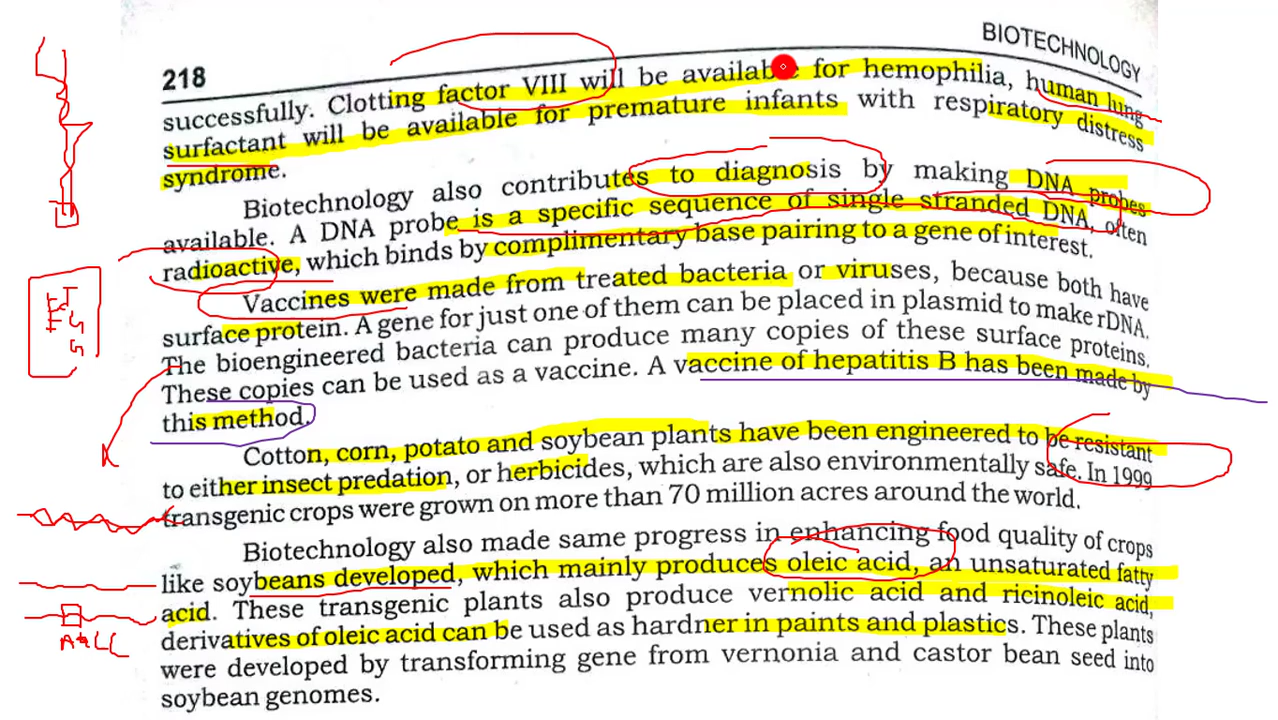 BIOTECHNOLOGY
218
successfully. Clotting factor VIII will be available for hemophilia, human lung
surfactant will be available for premature infants with respiratory distress
syndrome.
Biotechnology also contributes to diagnosis by making DNA probes
available. A DNA probe is a specific sequence of single stranded DNA, often
radioactive, which binds by complimentary base pairing to a gene of interest.
Vaccines were made from treated bacteria or viruses, because both have
surface protein. A gene for just one of them can be placed in plasmid to make rDNA.
The bioengineered bacteria can produce many copies of these surface proteins.
These copies can be used as a vaccine. A vaccine of hepatitis B has been made by
this method.
Cotton, corn, potato and soybean plants have been engineered to be resistant
to either insect predation, or herbicides, which are also environmentally safe. In 1999
transgenic crops were grown on more than 70 million acres around the world.
Biotechnology also made same progress in enhancing food quality of crops
like soybeans developed, which mainly produces oleic acid, an unsaturated fatty
acid. These transgenic plants also produce vernolic acid and ricinoleic acid,
derivatives of oleic acid can be used as hardner in paints and plastics. These plants
were developed by transforming gene from vernonia and castor bean seed into
soybean genomes.